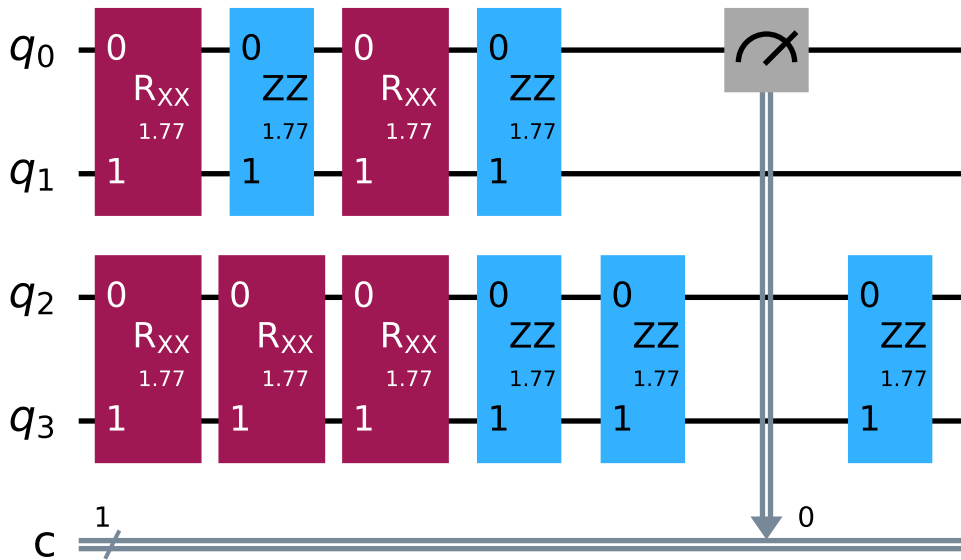 q0 0 0 0 0
RXX ZZ RXX ZZ
1.77 1.77 1.77 1.77
q1 1 1 1 1
q2 0 0 0 0 0 0
RXX RXX RXX ZZ ZZ ZZ
1.77 1.77 1.77 1.77 1.77 1.77
q3 1 1 1 1 1 1
1 0
c